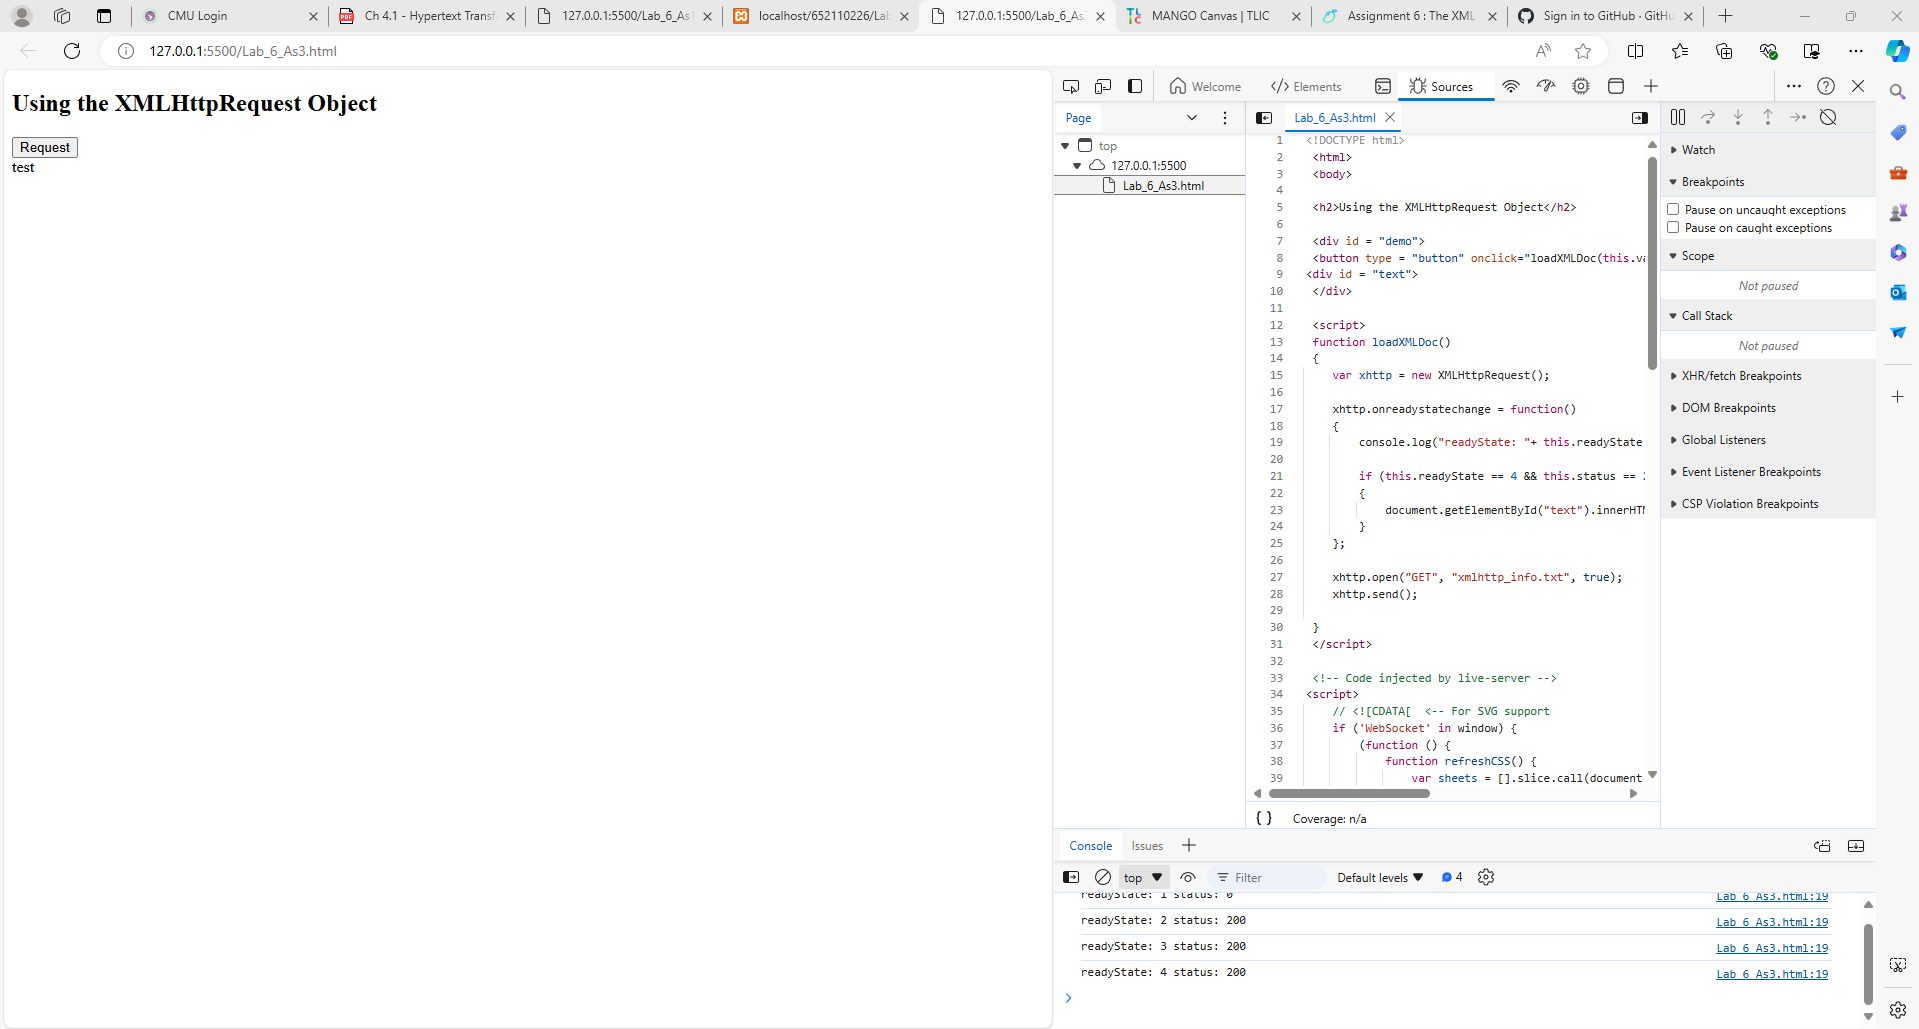 CMU Login
Ch 4.1 - Hypertext Transf
127.0.0.1:5500/Lab_6_As
localhost/652110226/Lab
127.0.0.1:5500/Lab_6_As
MANGO Canvas | TLIC
Assignment 6 : The XML
Sign in to GitHub · GitHu
127.0.0.1:5500/Lab_6_As3.html
Using the XMLHttpRequest Object
Request
test
Welcome
Elements
Sources
Page
top
127.0.0.1:5500
Lab_6_As3.html
Lab_6_As3.html
1 <!DOCTYPE html>
2 <html>
3 <body>
4
5 <h2>Using the XMLHttpRequest Object</h2>
6
7 <div id = "demo">
8 <button type = "button" onclick="loadXMLDoc(this.va
9 <div id = "text">
10 </div>
11
12 <script>
13 function loadXMLDoc()
14 {
15 var xhttp = new XMLHttpRequest();
16
17 xhttp.onreadystatechange = function()
18 {
19 console.log("readyState: "+ this.readyState
20
21 if (this.readyState == 4 && this.status ==
22 {
23 document.getElementById("text").innerHTM
24 }
25 };
26
27 xhttp.open("GET", "xmlhttp_info.txt", true);
28 xhttp.send();
29
30 }
31 </script>
32
33 <!-- Code injected by live-server -->
34 <script>
35 // <![CDATA[ <-- For SVG support
36 if ('WebSocket' in window) {
37 (function () {
38 function refreshCSS() {
39 var sheets = [].slice.call(document
{ } Coverage: n/a
Watch
Breakpoints
Pause on uncaught exceptions
Pause on caught exceptions
Scope
Not paused
Call Stack
Not paused
XHR/fetch Breakpoints
DOM Breakpoints
Global Listeners
Event Listener Breakpoints
CSP Violation Breakpoints
Console
Issues
top
Filter
Default levels
4
readyState: 1 status: 0 Lab_6_As3.html:19
readyState: 2 status: 200 Lab_6_As3.html:19
readyState: 3 status: 200 Lab_6_As3.html:19
readyState: 4 status: 200 Lab_6_As3.html:19